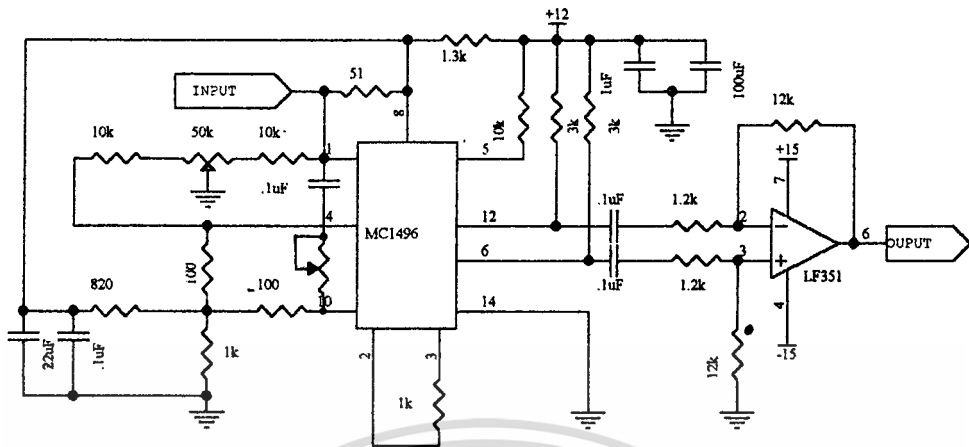 +12
1.3k
51
INPUT
8
1uF
100uF
12k
10k
50k
10k
1
5
10k
3k
3k
+15
7
.1uF
.1uF
1.2k
2
4
MC1496
12
6
OUPUT
6
3
LF351
.1uF
1.2k
820
100
100
10
14
4
-15
22uF
.1uF
1k
2
3
12k
1k